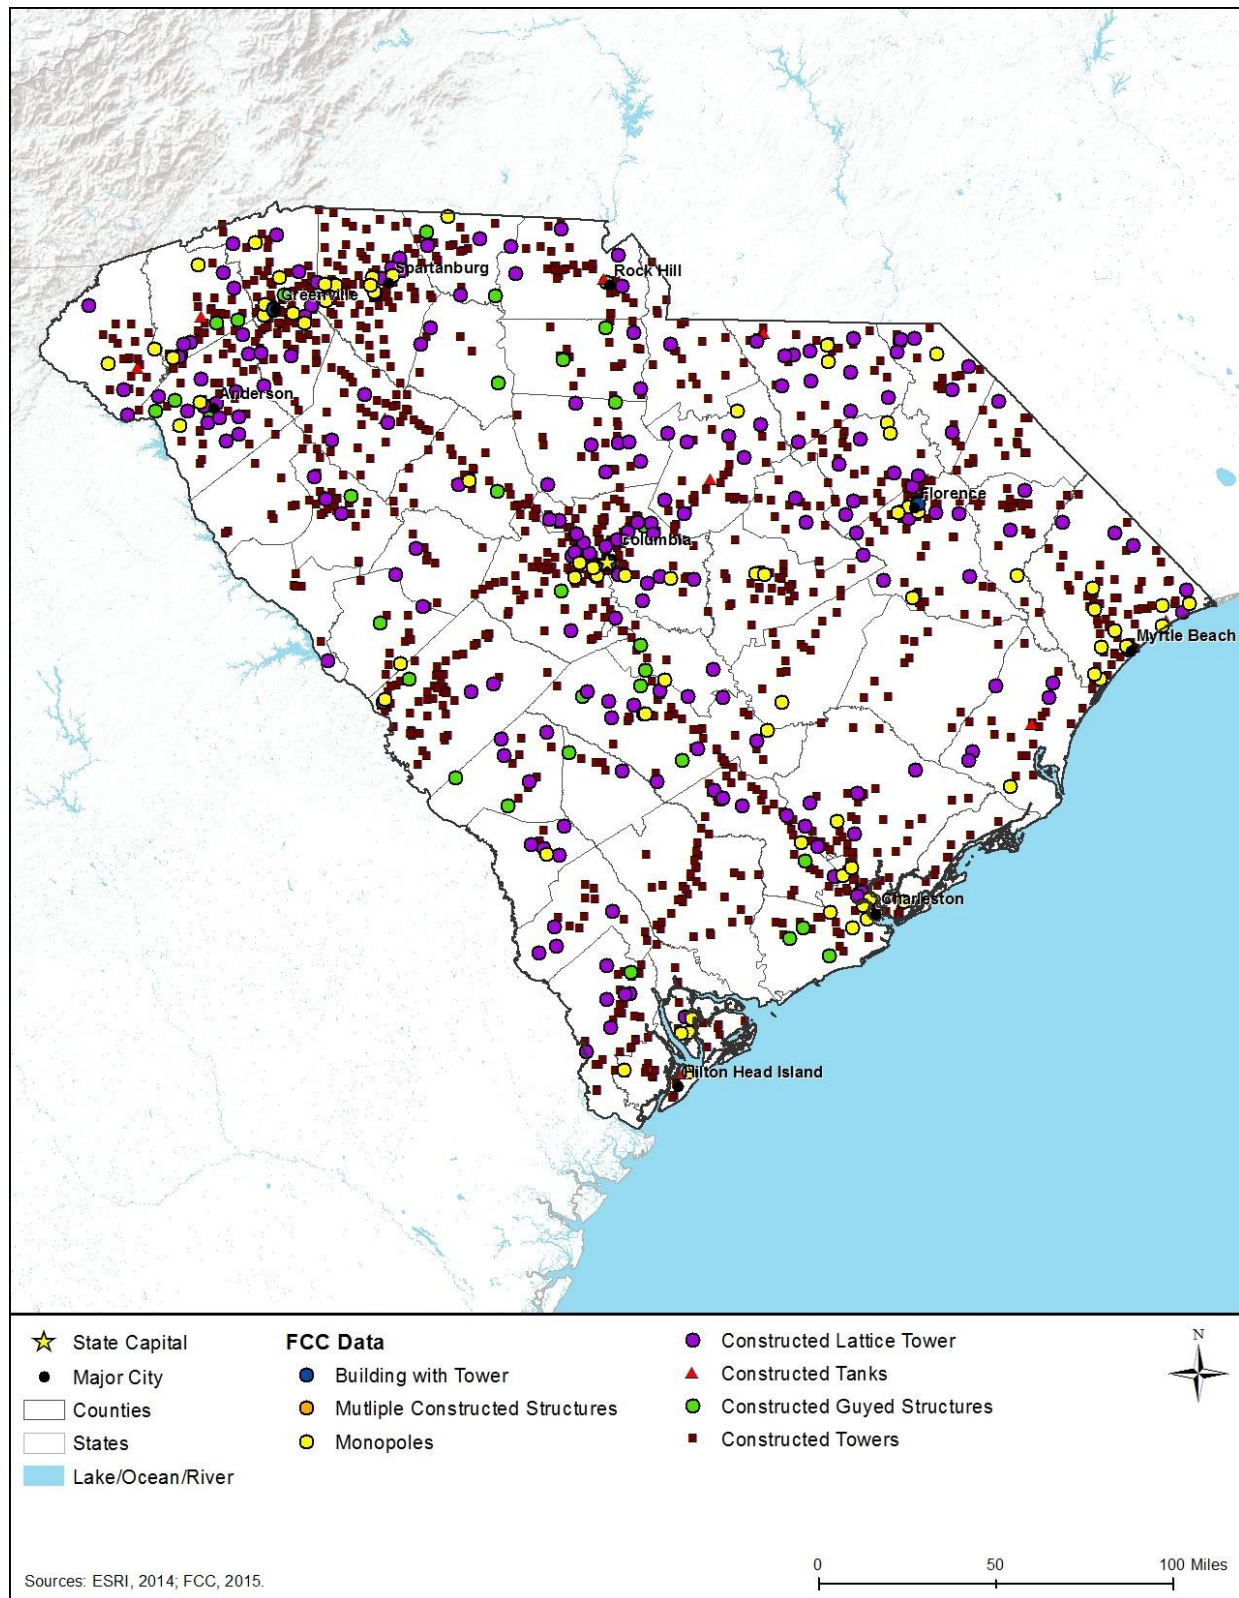 Spartanburg
Rock Hill
Greenville
Anderson
Florence
Columbia
Myrtle Beach
Charleston
Hilton Head Island
State Capital
Major City
Counties
States
Lake/Ocean/River
FCC Data
Building with Tower
Mutliple Constructed Structures
Monopoles
Constructed Lattice Tower
Constructed Tanks
Constructed Guyed Structures
Constructed Towers
N
0 50 100 Miles
Sources: ESRI, 2014; FCC, 2015.